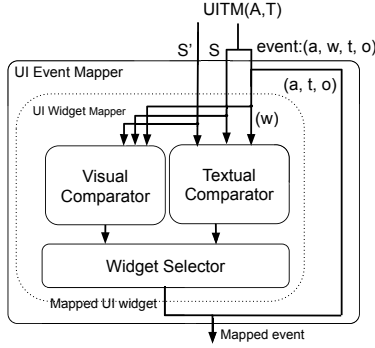 UITM(A,T)
S' S event:(a, w, t, o)
UI Event Mapper
(a, t, o)
UI Widget Mapper
(w)
Visual
Comparator
Textual
Comparator
Widget Selector
Mapped UI widget
Mapped event